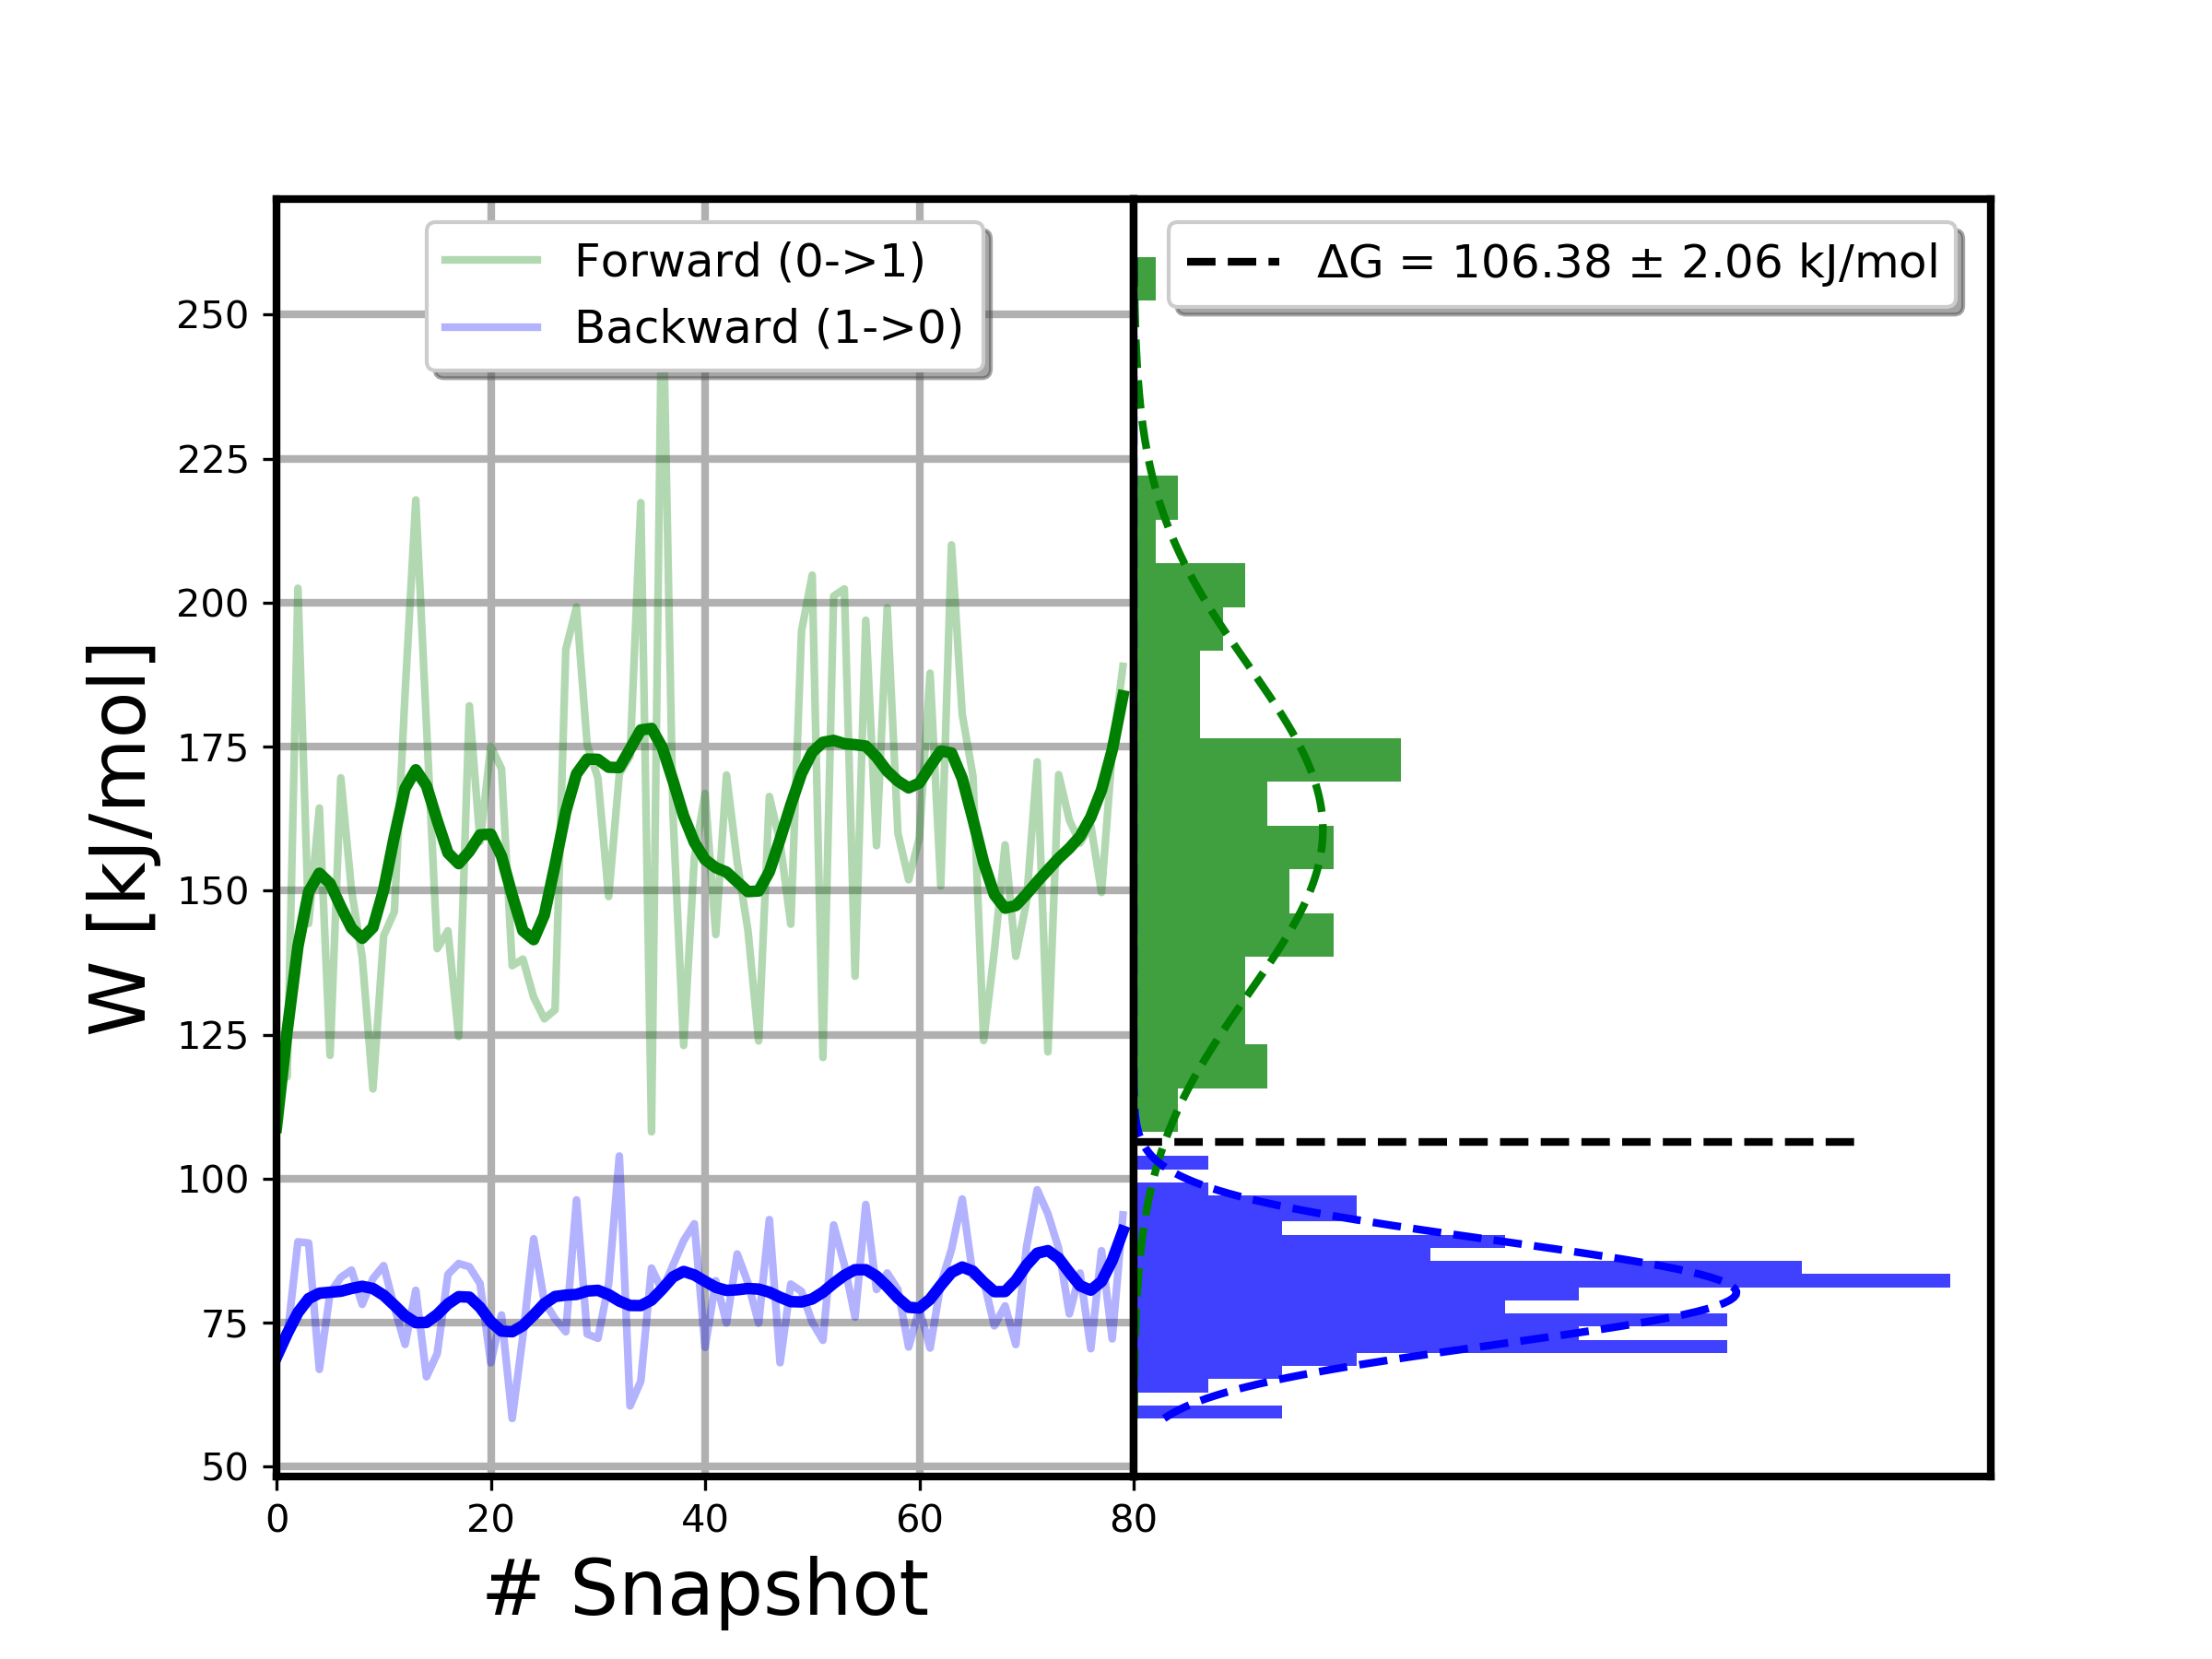 Forward (0->1)
Backward (1->0)
ΔG = 106.38 ± 2.06 kJ/mol
W [kJ/mol]
250
225
200
175
150
125
100
75
50
0 20 40 60 80
# Snapshot